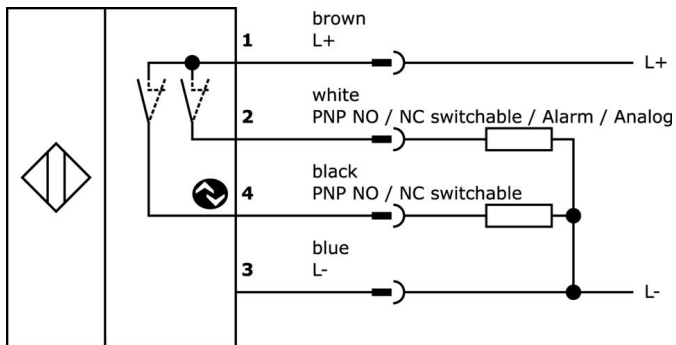 brown
1 L+
L+
white
2 PNP NO / NC switchable / Alarm / Analog
black
4 PNP NO / NC switchable
blue
3 L-
L-